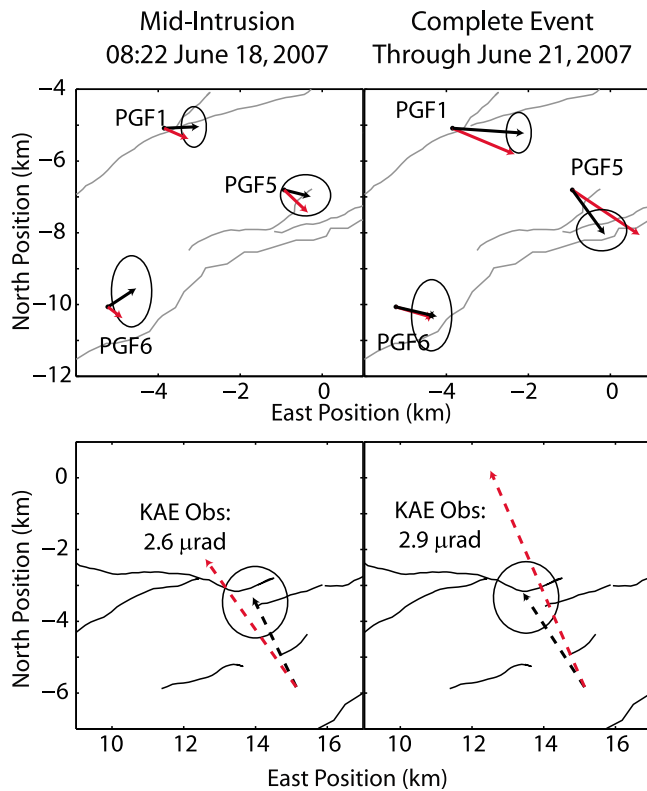 Mid-Intrusion
08:22 June 18, 2007
Complete Event
Through June 21, 2007
North Position (km)
−4
−6
−8
−10
−12
PGF1
PGF5
PGF6
PGF1
PGF5
PGF6
−4
−2
0
−4
−2
0
East Position (km)
North Position (km)
0
−2
−4
−6
KAE Obs:
2.6 μrad
KAE Obs:
2.9 μrad
10
12
14
16
10
12
14
16
East Position (km)